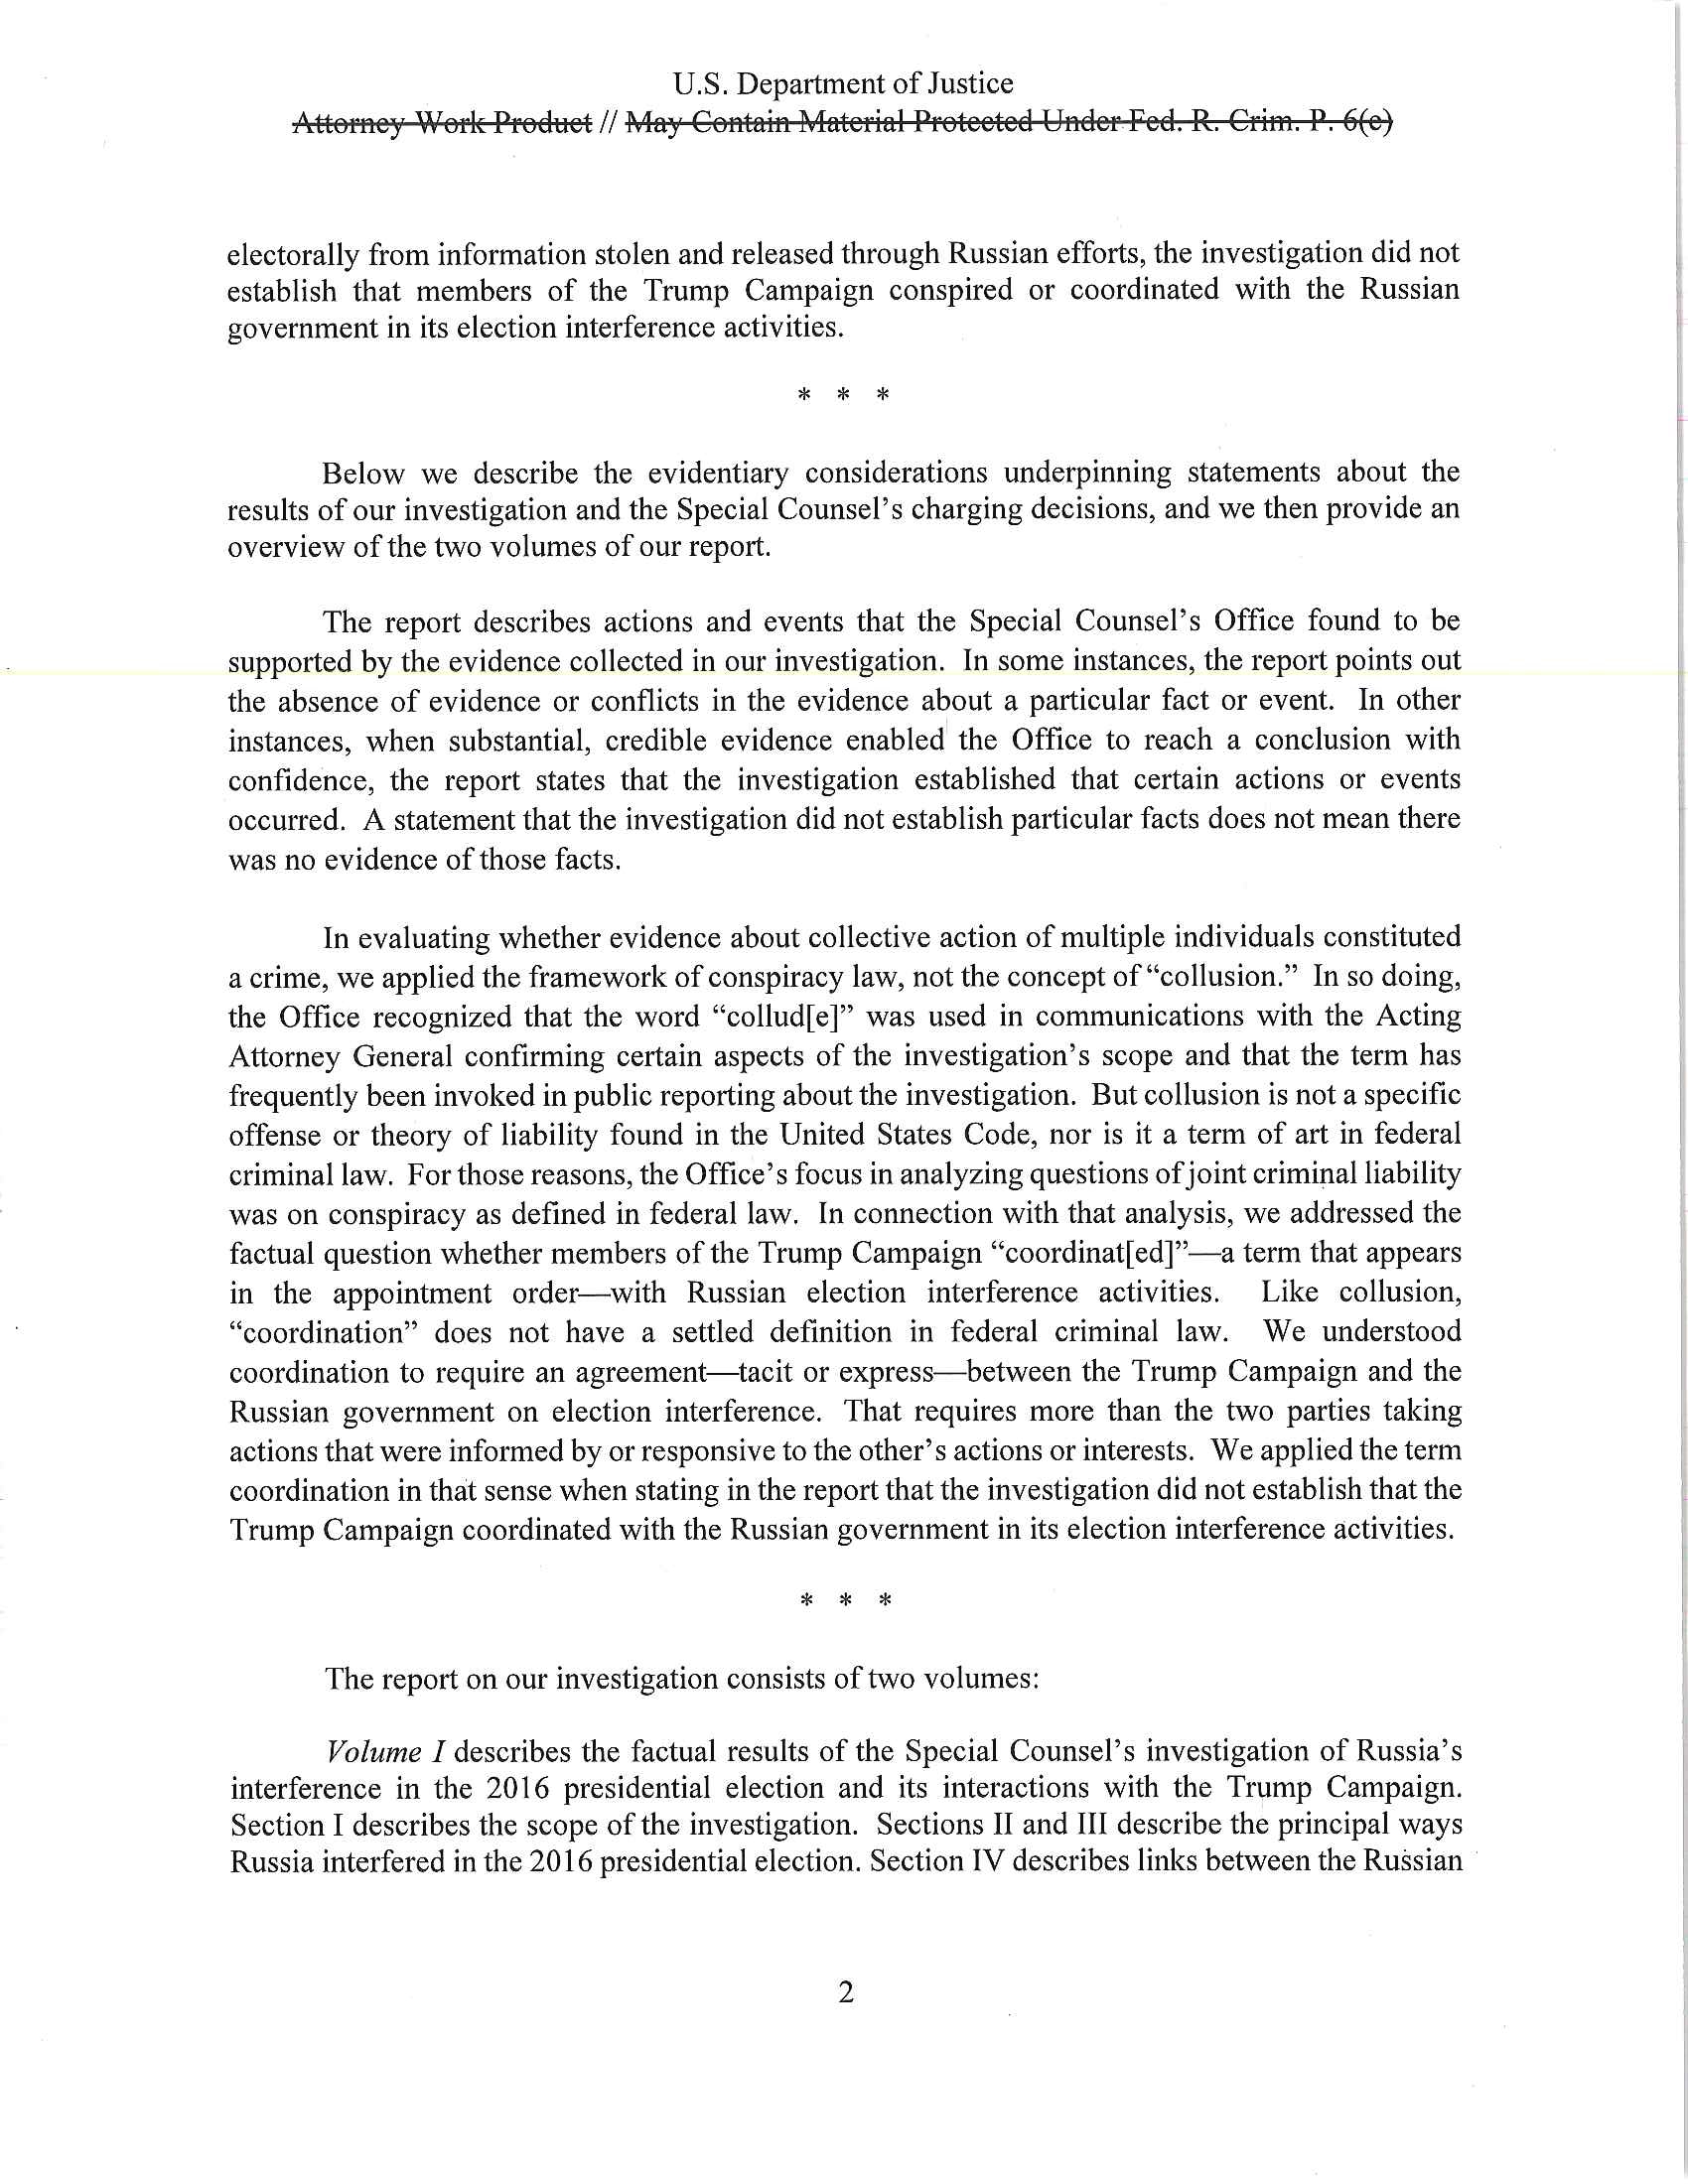 U.S. Department of Justice
Attorney Work Product // May Contain Material Protected Under Fed. R. Crim. P. 6(e)
electorally from information stolen and released through Russian efforts, the investigation did not
establish that members of the Trump Campaign conspired or coordinated with the Russian
government in its election interference activities.
* * *
Below we describe the evidentiary considerations underpinning statements about the
results of our investigation and the Special Counsel’s charging decisions, and we then provide an
overview of the two volumes of our report.
The report describes actions and events that the Special Counsel’s Office found to be
supported by the evidence collected in our investigation. In some instances, the report points out
the absence of evidence or conflicts in the evidence about a particular fact or event. In other
instances, when substantial, credible evidence enabled the Office to reach a conclusion with
confidence, the report states that the investigation established that certain actions or events
occurred. A statement that the investigation did not establish particular facts does not mean there
was no evidence of those facts.
In evaluating whether evidence about collective action of multiple individuals constituted
a crime, we applied the framework of conspiracy law, not the concept of “collusion.” In so doing,
the Office recognized that the word “collud[e]” was used in communications with the Acting
Attorney General confirming certain aspects of the investigation’s scope and that the term has
frequently been invoked in public reporting about the investigation. But collusion is not a specific
offense or theory of liability found in the United States Code, nor is it a term of art in federal
criminal law. For those reasons, the Office’s focus in analyzing questions of joint criminal liability
was on conspiracy as defined in federal law. In connection with that analysis, we addressed the
factual question whether members of the Trump Campaign “coordinat[ed]”—a term that appears
in the appointment order—with Russian election interference activities. Like collusion,
“coordination” does not have a settled definition in federal criminal law. We understood
coordination to require an agreement—tacit or express—between the Trump Campaign and the
Russian government on election interference. That requires more than the two parties taking
actions that were informed by or responsive to the other’s actions or interests. We applied the term
coordination in that sense when stating in the report that the investigation did not establish that the
Trump Campaign coordinated with the Russian government in its election interference activities.
* * *
The report on our investigation consists of two volumes:
Volume I describes the factual results of the Special Counsel’s investigation of Russia’s
interference in the 2016 presidential election and its interactions with the Trump Campaign.
Section I describes the scope of the investigation. Sections II and III describe the principal ways
Russia interfered in the 2016 presidential election. Section IV describes links between the Russian
2